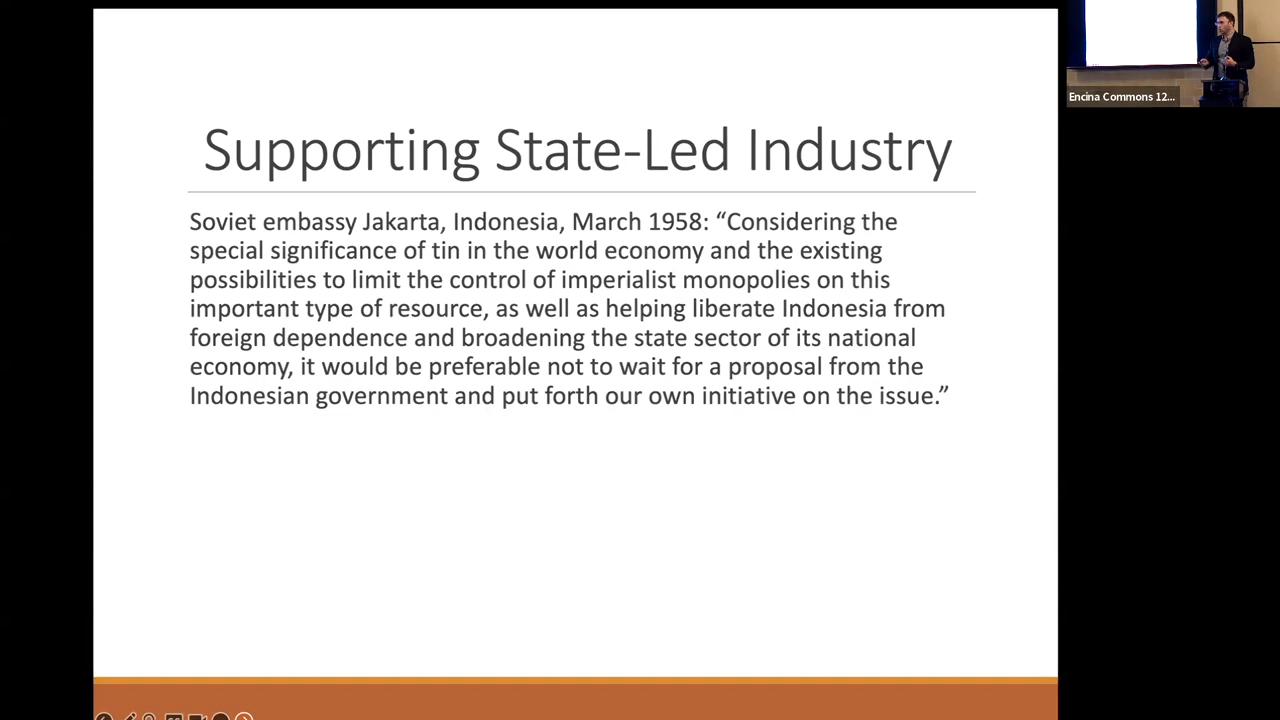 Supporting State-Led Industry
Soviet embassy Jakarta, Indonesia, March 1958: “Considering the
special significance of tin in the world economy and the existing
possibilities to limit the control of imperialist monopolies on this
important type of resource, as well as helping liberate Indonesia from
foreign dependence and broadening the state sector of its national
economy, it would be preferable not to wait for a proposal from the
Indonesian government and put forth our own initiative on the issue.”
Encina Commons 12...